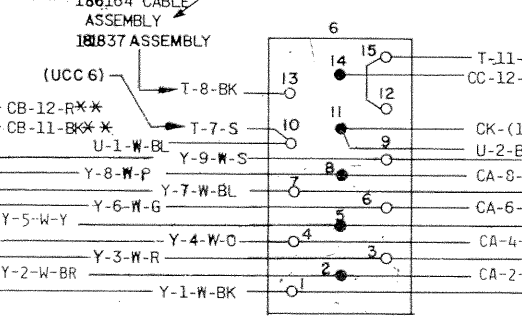 186164 CABLE
ASSEMBLY
181837 ASSEMBLY
6
15
T-11-
14
CC-12-
(UCC 6)
T-8-BK
13
12
CB-12-R**
CB-11-BK**
T-7-S
10
11
CK-(1
U-1-W-BL
U-2-B
Y-9-W-S
9
Y-8-W-P
8
CA-8-
Y-7-W-BL
7
Y-6-W-G
6
CA-6-
Y-5-W-Y
5
Y-4-W-O
4
CA-4-
Y-3-W-R
3
Y-2-W-BR
2
CA-2-
Y-1-W-BK
1